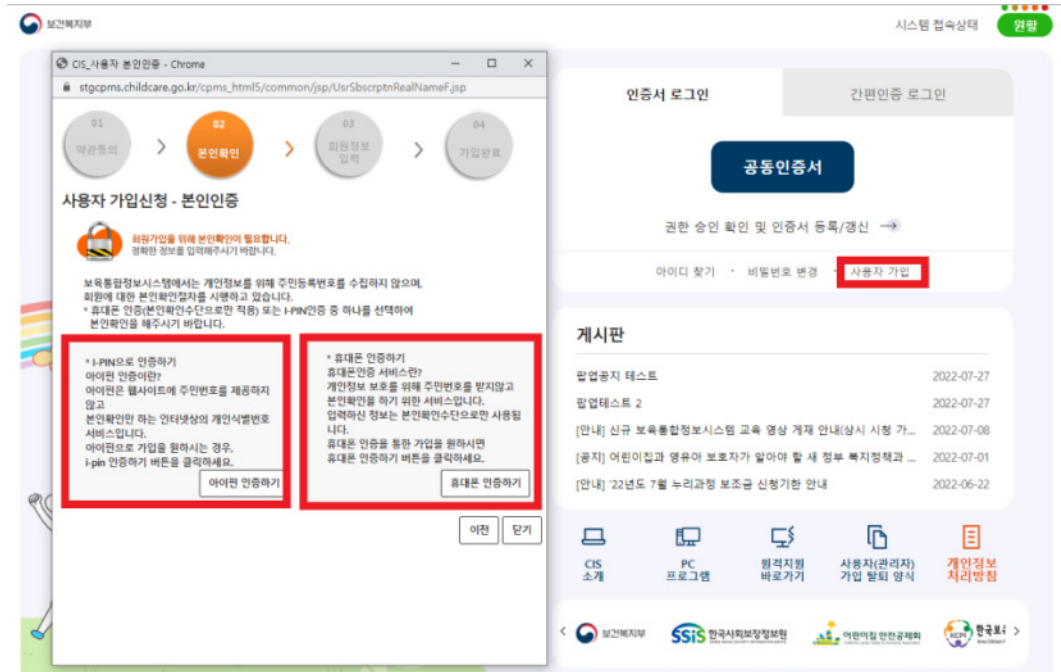 보건복지부
시스템 접속상태
원활
CIS_사용자 본인인증 - Chrome
stgcpms.childcare.go.kr/cpms_html5/common/jsp/UsrSbscrptnRealNameF.jsp
01
약관동의
02
본인확인
03
회원정보
입력
04
가입완료
사용자 가입신청 - 본인인증
회원가입을 위해 본인확인이 필요합니다.
정확한 정보를 입력해주시기 바랍니다.
보육통합정보시스템에서는 개인정보를 위해 주민등록번호를 수집하지 않으며,
회원에 대한 본인확인절차를 시행하고 있습니다.
* 휴대폰 인증(본인확인수단으로만 적용) 또는 I-PIN인증 중 하나를 선택하여
본인확인을 해주시기 바랍니다.
* I-PIN으로 인증하기
아이핀 인증이란?
아이핀은 웹사이트에 주민번호를 제공하지
않고
본인확인만 하는 인터넷상의 개인식별번호
서비스입니다.
아이핀으로 가입을 원하시는 경우,
i-pin 인증하기 버튼을 클릭하세요.
아이핀 인증하기
* 휴대폰 인증하기
휴대폰인증 서비스란?
개인정보 보호를 위해 주민번호를 받지않고
본인확인을 하기 위한 서비스입니다.
입력하신 정보는 본인확인수단으로만 사용됩
니다.
휴대폰 인증을 통한 가입을 원하시면
휴대폰 인증하기 버튼을 클릭하세요.
휴대폰 인증하기
이전
닫기
인증서 로그인
간편인증 로그인
공동인증서
권한 승인 확인 및 인증서 등록/갱신
아이디 찾기 · 비밀번호 변경 · 사용자 가입
게시판
팝업공지 테스트 2022-07-27
팝업테스트 2 2022-07-27
[안내] 신규 보육통합정보시스템 교육 영상 게재 안내(상시 시청 가... 2022-07-08
[공지] 어린이집과 영유아 보호자가 알아야 할 새 정부 복지정책과 ... 2022-07-01
[안내] '22년도 7월 누리과정 보조금 신청기한 안내 2022-06-22
CIS
소개
PC
프로그램
원격지원
바로가기
사용자(관리자)
가입 탈퇴 양식
개인정보
처리방침
보건복지부
SSiS 한국사회보장정보원
어린이집 안전공제회
KCPI